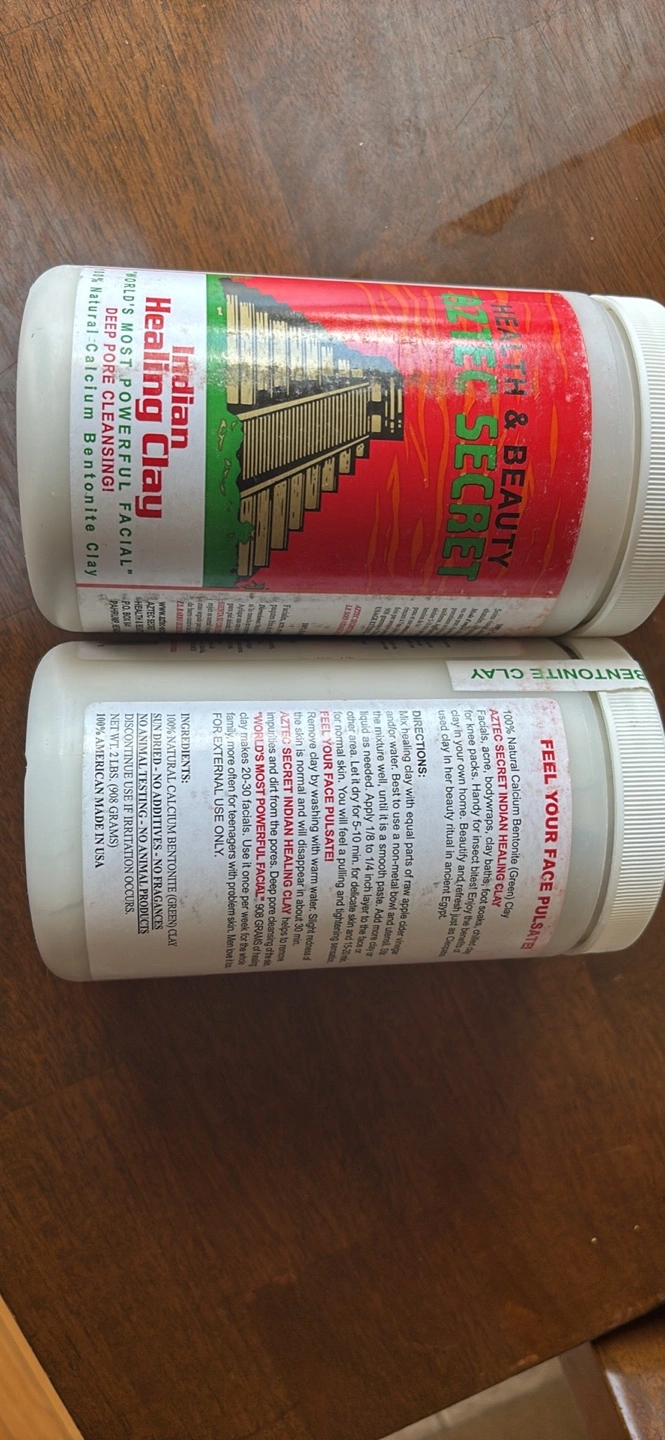 HEALTH & BEAUTY
AZTEC SECRET
Indian
Healing Clay
"WORLD'S MOST POWERFUL FACIAL"
DEEP PORE CLEANSING!
100% Natural Calcium Bentonite Clay
BENTONITE CLAY
FEEL YOUR FACE PULSATE!
100% Natural Calcium Bentonite (Green) Clay
AZTEC SECRET INDIAN HEALING CLAY
Facials, acne, bodywraps, clay baths, foot soaks, chilled
for knee packs. Handy for insect bites! Enjoy the benefits of
clay in your own home. Beautify and refresh just as
used clay in her beauty ritual in ancient Egypt.
DIRECTIONS:
Mix healing clay with equal parts of raw apple cider
and/or water. Best to use a non-metal bowl and utensil. Stir
the mixture well, until it is a smooth paste. Add more clay or
liquid as needed. Apply 1/8 to 1/4 inch layer to the face or
other area. Let it dry for 5-10 min. for delicate skin and
for normal skin. You will feel a pulling and tightening
FEEL YOUR FACE PULSATE!
Remove clay by washing with warm water. Slight redness of
the skin is normal and will disappear in about 30 min.
AZTEC SECRET INDIAN HEALING CLAY helps to remove
impurities and dirt from the pores. Deep pore cleansing of the
"WORLD'S MOST POWERFUL FACIAL" 908 GRAMS of healing
clay makes 20-30 facials. Use it once per week for the whole
family, more often for teenagers with problem skin. Men love it too.
FOR EXTERNAL USE ONLY.
INGREDIENTS:
100% NATURAL CALCIUM BENTONITE (GREEN) CLAY
SUN DRIED - NO ADDITIVES - NO FRAGANCES
NO ANIMAL TESTING - NO ANIMAL PRODUCTS
DISCONTINUE USE IF IRRITATION OCCURS.
NET WT. 2 LBS. (908 GRAMS)
100% AMERICAN MADE IN USA